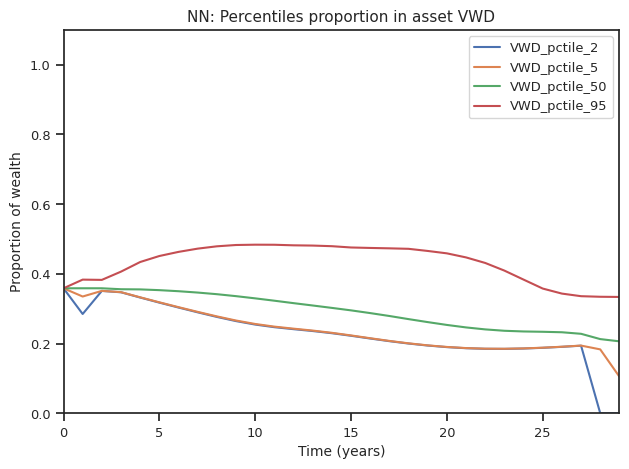 NN: Percentiles proportion in asset VWD
VWD_pctile_2
VWD_pctile_5
VWD_pctile_50
VWD_pctile_95
Proportion of wealth
1.0
0.8
0.6
0.4
0.2
0.0
0 5 10 15 20 25
Time (years)